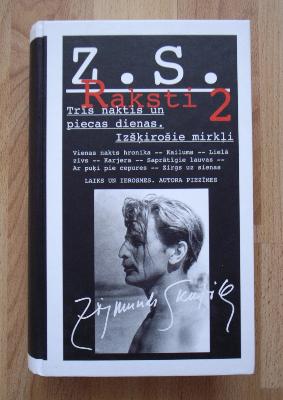 Z.S.
Raksti 2
Trīs naktis un
piecas dienas.
Izšķirošie mirkļi
Vienas nakts hronika -- Kailums -- Lielā
zivs -- Karjera -- Saprātīgie lauvas --
Ar puķi pie cepures -- Zirgs uz sienas
LAIKS UN IEROSMES. AUTORA PIEZĪMES
Zigmunds Skujiņš